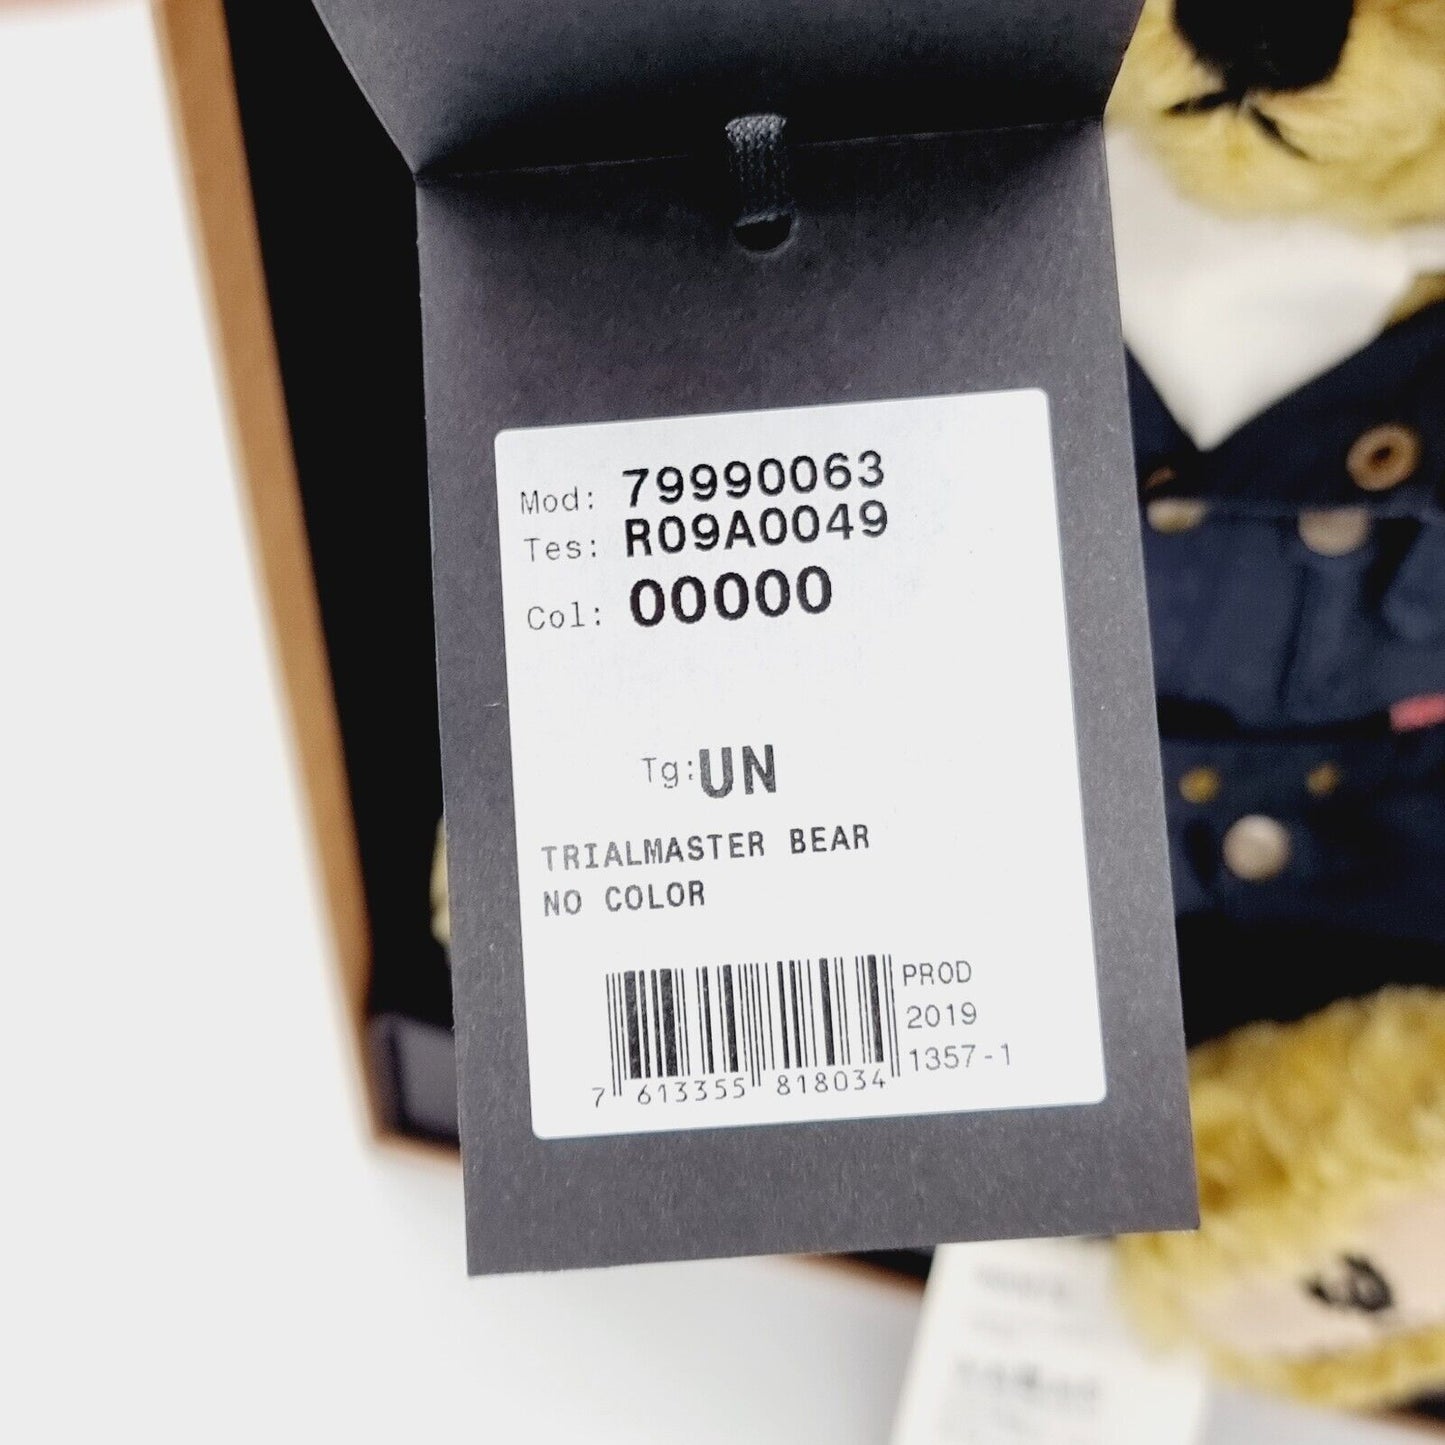 Mod: 79990063
Tes: R09A0049
Col: 00000
Tg: UN
TRIALMASTER BEAR
NO COLOR
PROD
2019
1357-1
7 613355 818034